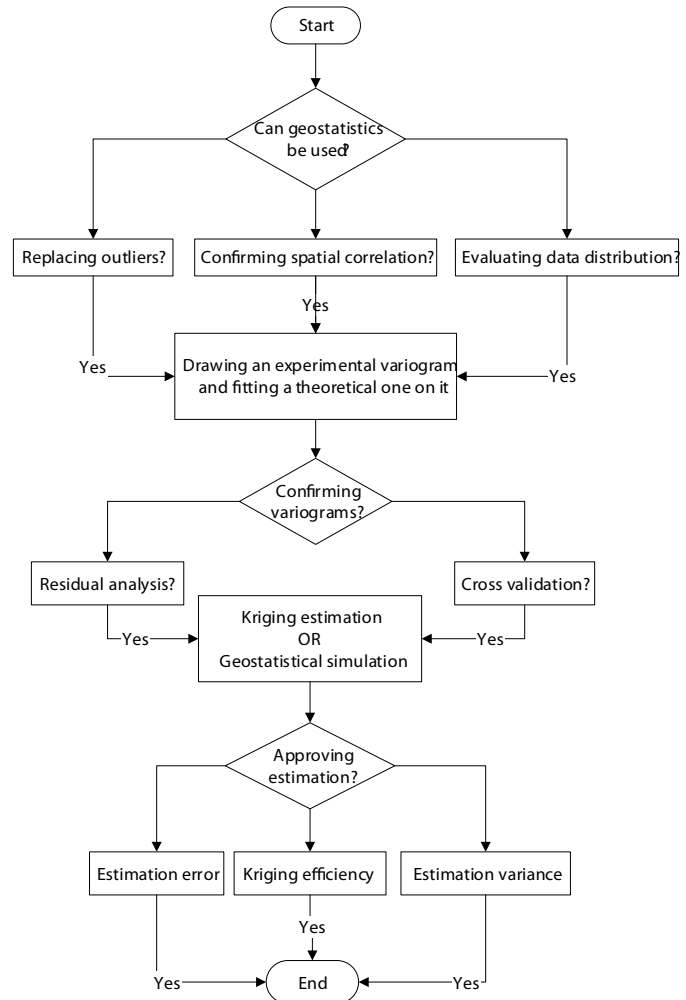 Start
Can geostatistics
be used?
Replacing outliers?
Confirming spatial correlation?
Evaluating data distribution?
Yes
Yes
Yes
Drawing an experimental variogram
and fitting a theoretical one on it
Confirming
variograms?
Residual analysis?
Cross validation?
Yes
Yes
Kriging estimation
OR
Geostatistical simulation
Approving
estimation?
Estimation error
Kriging efficiency
Estimation variance
Yes
Yes
Yes
End